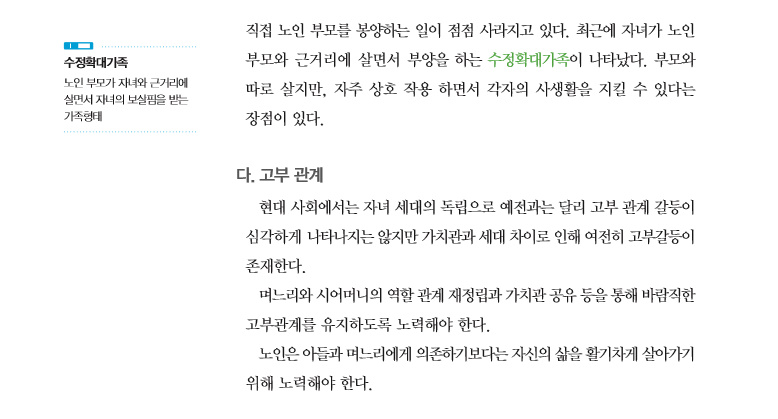 직접 노인 부모를 봉양하는 일이 점점 사라지고 있다. 최근에 자녀가 노인
부모와 근거리에 살면서 부양을 하는 수정확대가족이 나타났다. 부모와
따로 살지만, 자주 상호 작용 하면서 각자의 사생활을 지킬 수 있다는
장점이 있다.
수정확대가족
노인 부모가 자녀와 근거리에
살면서 자녀의 보살핌을 받는
가족형태
다. 고부 관계
현대 사회에서는 자녀 세대의 독립으로 예전과는 달리 고부 관계 갈등이
심각하게 나타나지는 않지만 가치관과 세대 차이로 인해 여전히 고부갈등이
존재한다.
며느리와 시어머니의 역할 관계 재정립과 가치관 공유 등을 통해 바람직한
고부관계를 유지하도록 노력해야 한다.
노인은 아들과 며느리에게 의존하기보다는 자신의 삶을 활기차게 살아가기
위해 노력해야 한다.